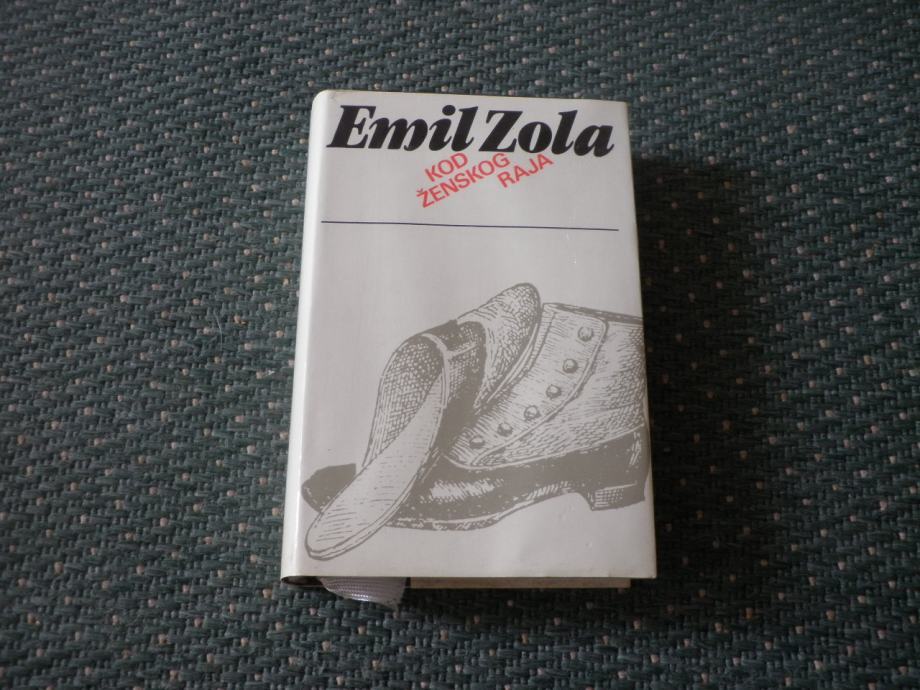 Emil Zola
KOD
ŽENSKOG
RAJA